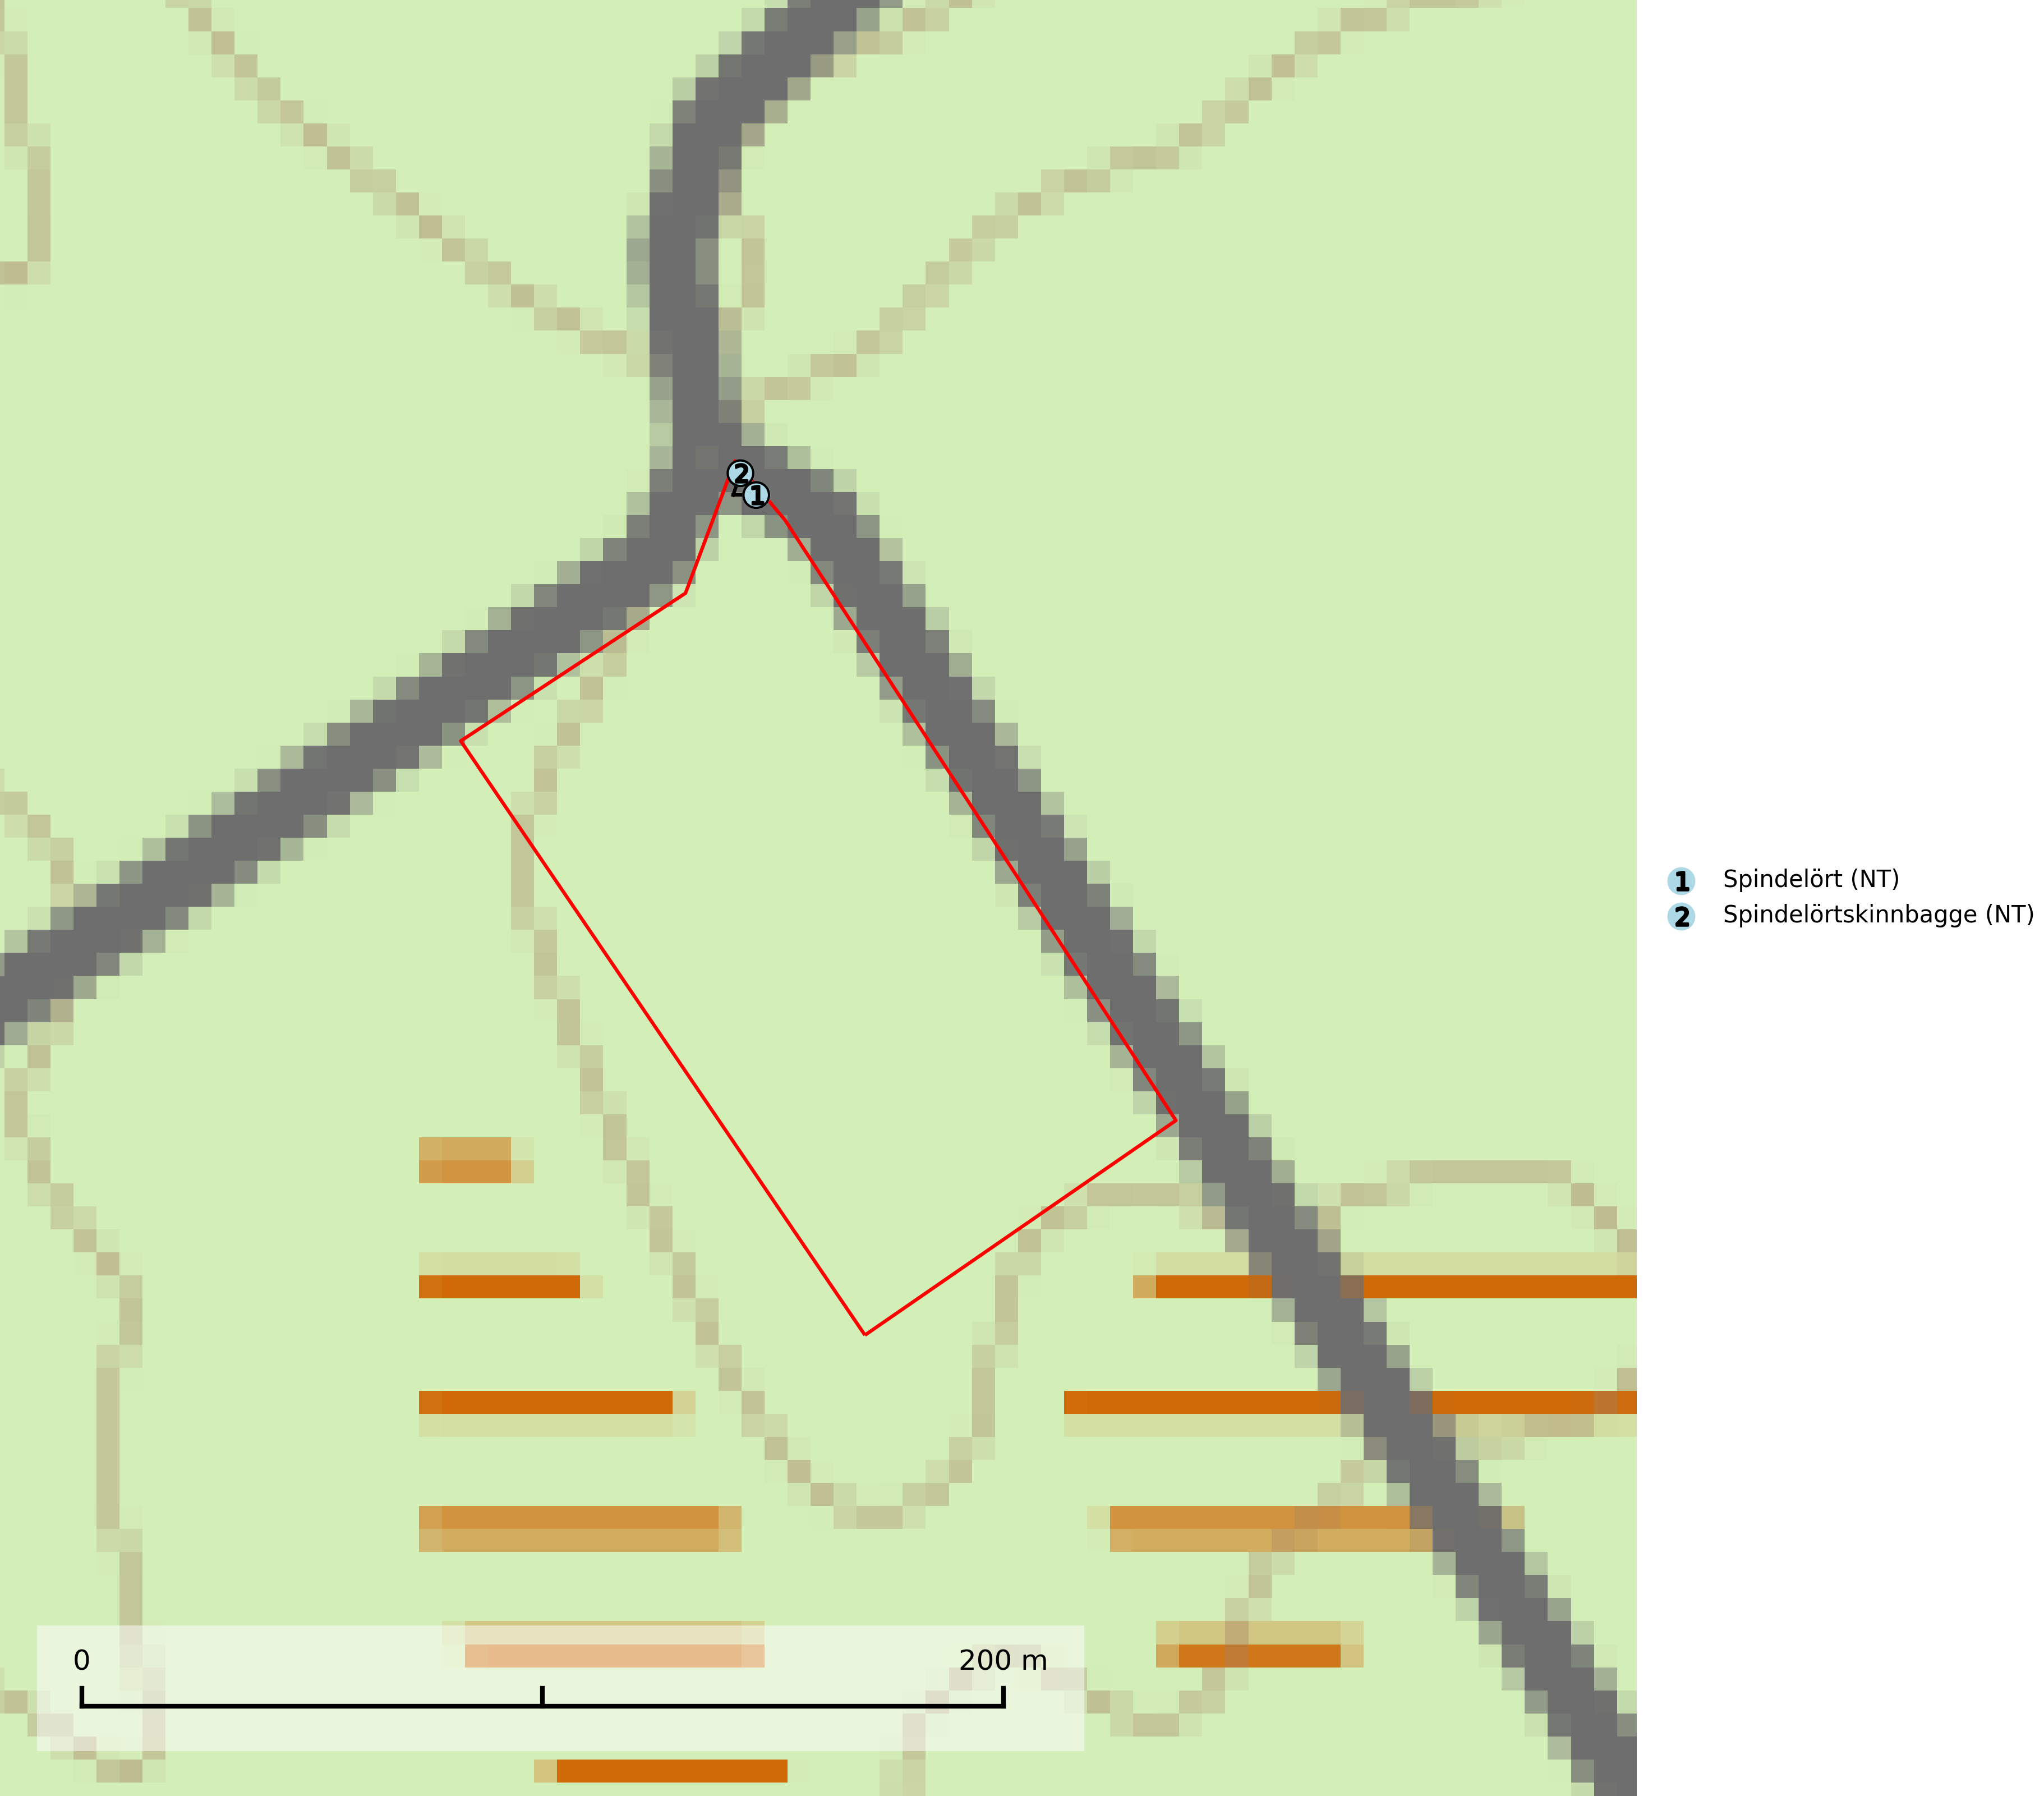 2
1
1 Spindelört (NT)
2 Spindelörtskinnbagge (NT)
0 200 m